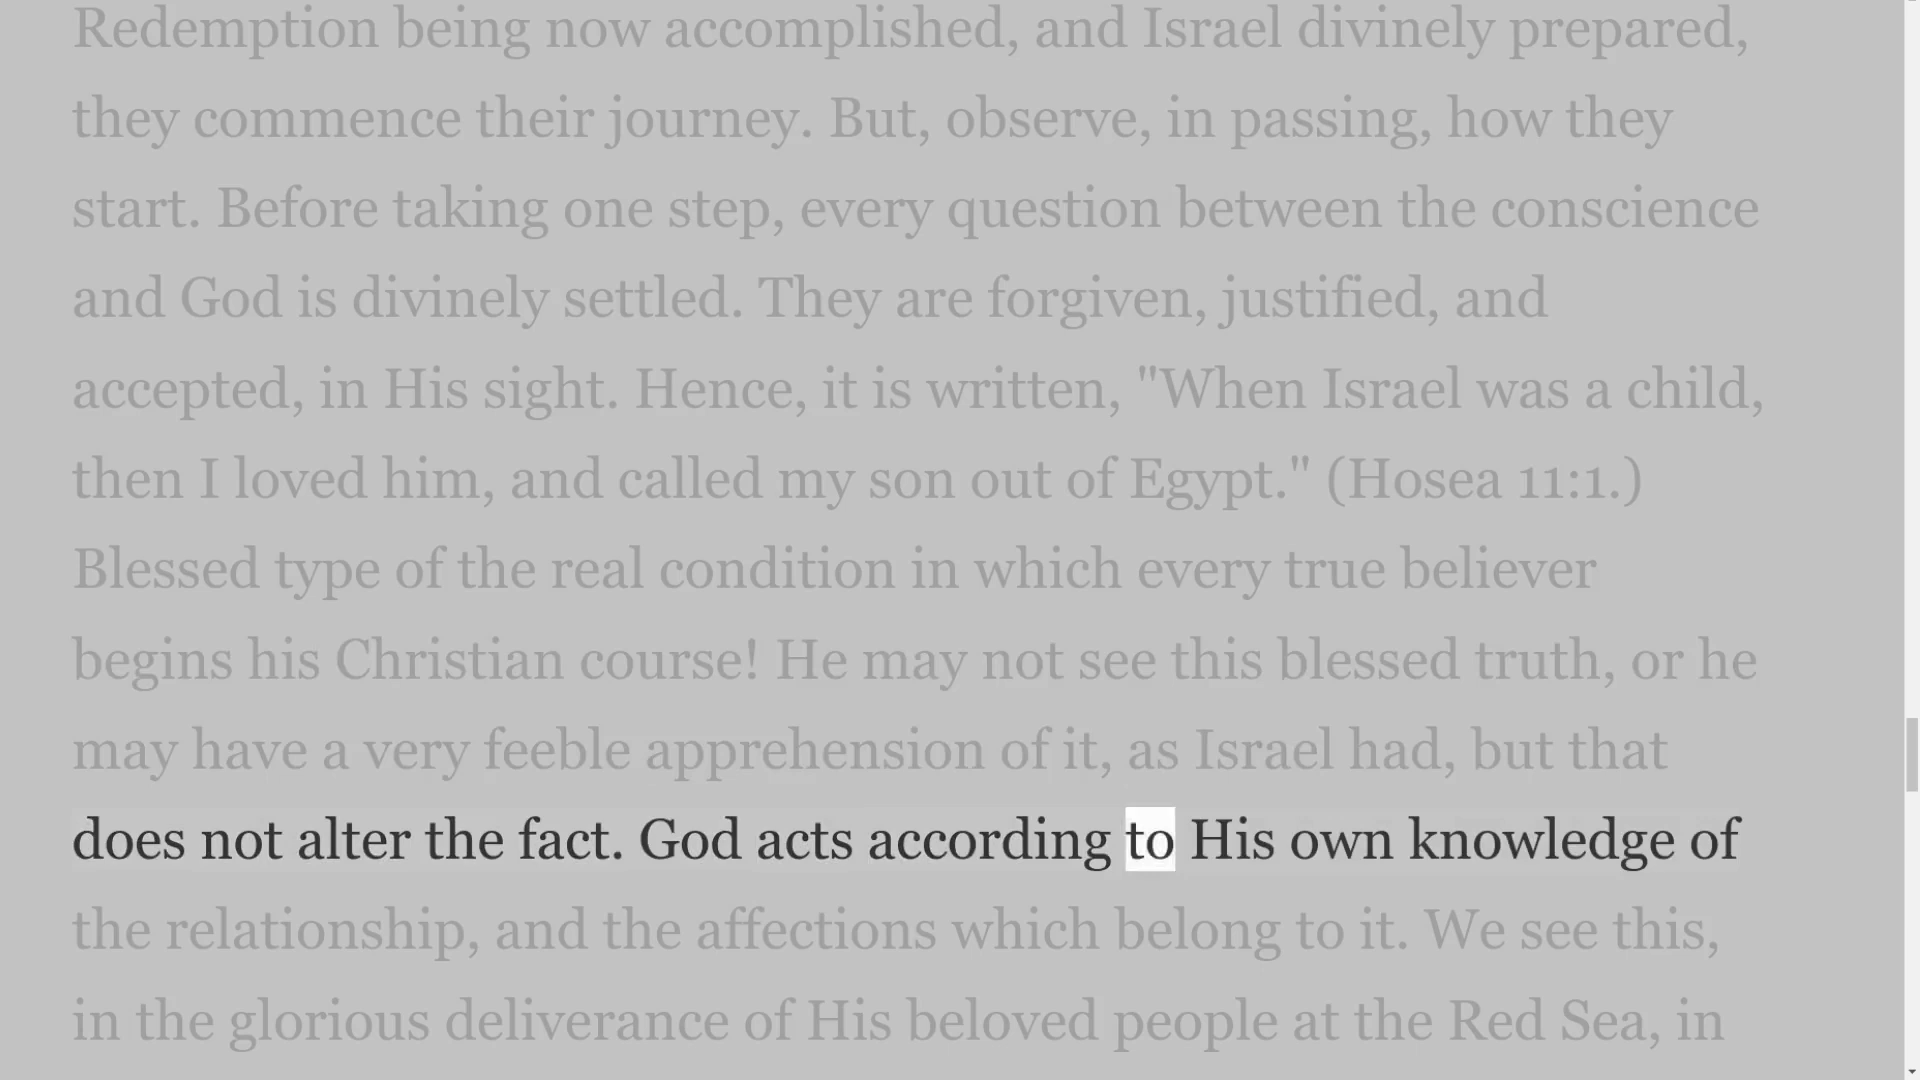 Redemption being now accomplished, and Israel divinely prepared,
they commence their journey. But, observe, in passing, how they
start. Before taking one step, every question between the conscience
and God is divinely settled. They are forgiven, justified, and
accepted, in His sight. Hence, it is written, "When Israel was a child,
then I loved him, and called my son out of Egypt." (Hosea 11:1.)
Blessed type of the real condition in which every true believer
begins his Christian course! He may not see this blessed truth, or he
may have a very feeble apprehension of it, as Israel had, but that
does not alter the fact. God acts according to His own knowledge of
the relationship, and the affections which belong to it. We see this,
in the glorious deliverance of His beloved people at the Red Sea, in